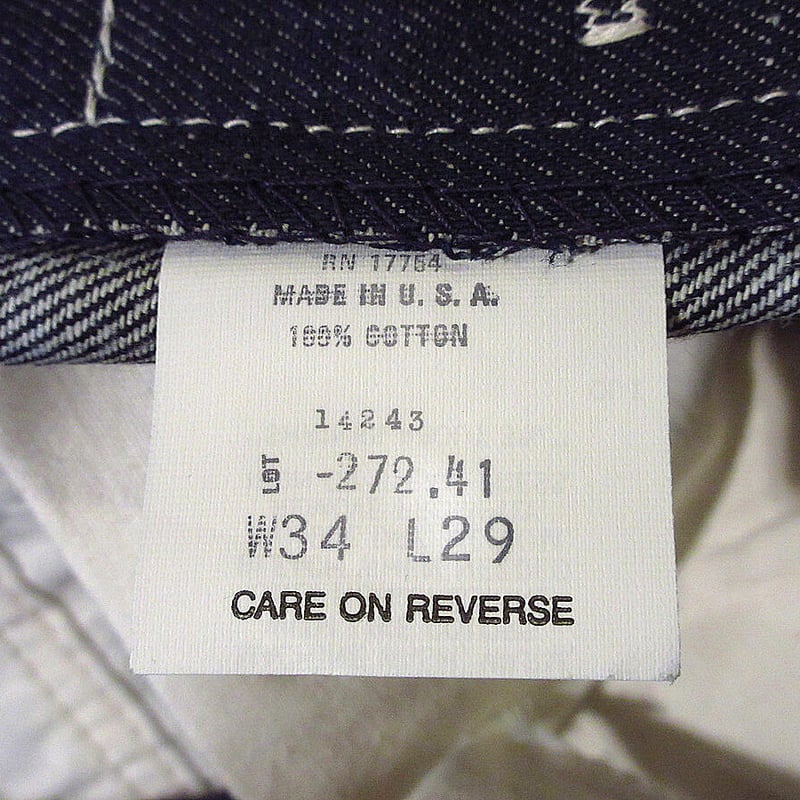 RN 17764
MADE IN U. S. A.
100% COTTON
14243
LOT -272.41
W34 L29
CARE ON REVERSE